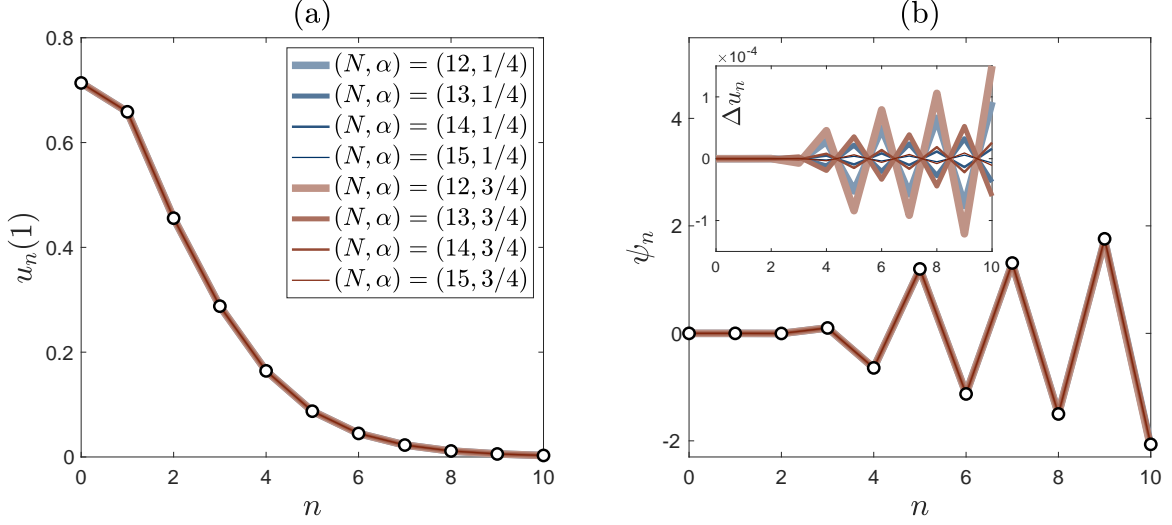 (a)
0.8
0.6
0.4
0.2
0
0
2
4
6
8
10
u_n(1)
n
(N, α) = (12, 1/4)
(N, α) = (13, 1/4)
(N, α) = (14, 1/4)
(N, α) = (15, 1/4)
(N, α) = (12, 3/4)
(N, α) = (13, 3/4)
(N, α) = (14, 3/4)
(N, α) = (15, 3/4)
(b)
4
2
0
-2
0
2
4
6
8
10
ψ_n
n
×10^-4
1
0
-1
0
2
4
6
8
10
Δu_n